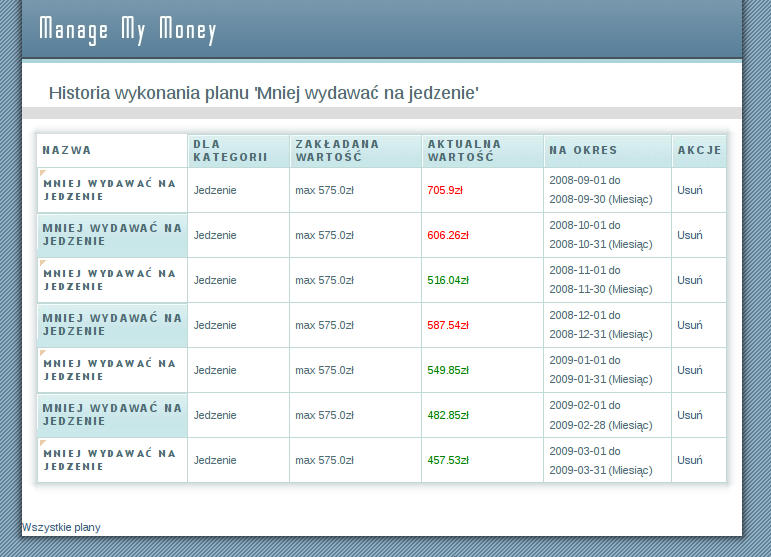 Manage My Money
Historia wykonania planu 'Mniej wydawać na jedzenie'
NAZWA DLA KATEGORII ZAKŁADANA WARTOŚĆ AKTUALNA WARTOŚĆ NA OKRES AKCJE
MNIEJ WYDAWAĆ NA JEDZENIE Jedzenie max 575.0zł 705.9zł 2008-09-01 do 2008-09-30 (Miesiąc) Usuń
MNIEJ WYDAWAĆ NA JEDZENIE Jedzenie max 575.0zł 606.26zł 2008-10-01 do 2008-10-31 (Miesiąc) Usuń
MNIEJ WYDAWAĆ NA JEDZENIE Jedzenie max 575.0zł 516.04zł 2008-11-01 do 2008-11-30 (Miesiąc) Usuń
MNIEJ WYDAWAĆ NA JEDZENIE Jedzenie max 575.0zł 587.54zł 2008-12-01 do 2008-12-31 (Miesiąc) Usuń
MNIEJ WYDAWAĆ NA JEDZENIE Jedzenie max 575.0zł 549.85zł 2009-01-01 do 2009-01-31 (Miesiąc) Usuń
MNIEJ WYDAWAĆ NA JEDZENIE Jedzenie max 575.0zł 482.85zł 2009-02-01 do 2009-02-28 (Miesiąc) Usuń
MNIEJ WYDAWAĆ NA JEDZENIE Jedzenie max 575.0zł 457.53zł 2009-03-01 do 2009-03-31 (Miesiąc) Usuń
Wszystkie plany